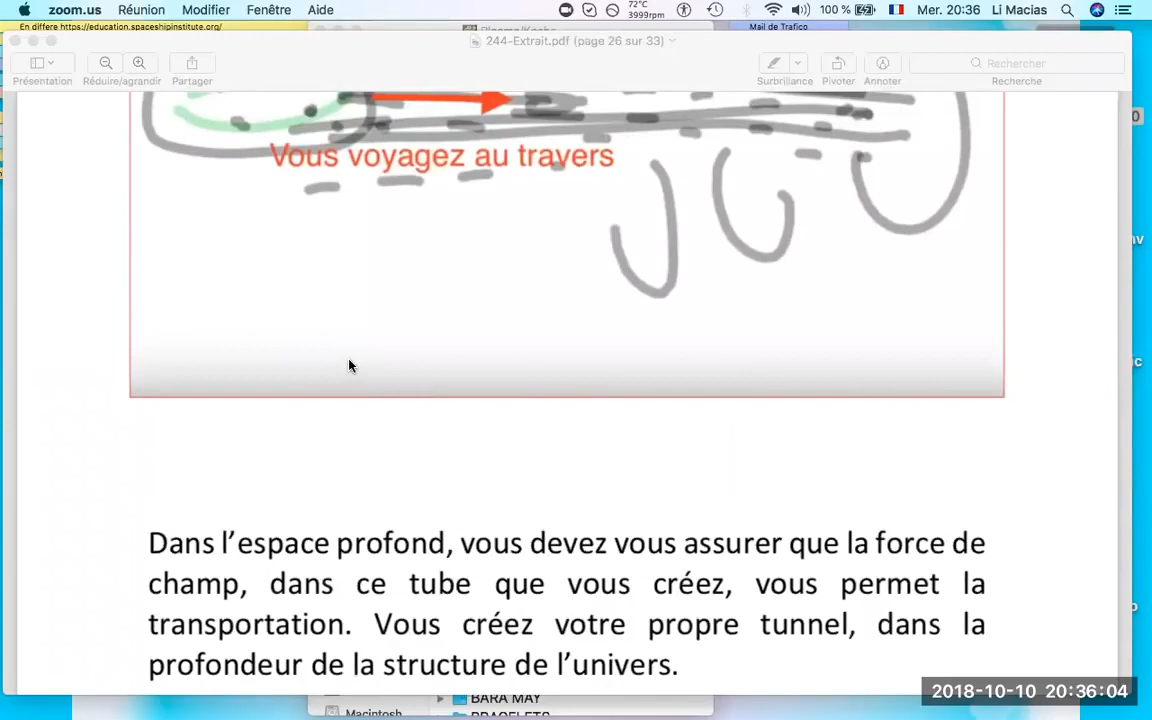 zoom.us Réunion Modifier Fenêtre Aide 72°C 3999rpm 100 % Mer. 20:36 Li Macias
En differe https://education.spaceshipinstitute.org/
Mail de Trafico
244-Extrait.pdf (page 26 sur 33)
Rechercher
Présentation Réduire/agrandir Partager Surbrillance Pivoter Annoter Recherche
Vous voyagez au travers
Dans l’espace profond, vous devez vous assurer que la force de
champ, dans ce tube que vous créez, vous permet la
transportation. Vous créez votre propre tunnel, dans la
profondeur de la structure de l’univers.
2018-10-10 20:36:04
BARA MAY
Macintosh
BRACELETS